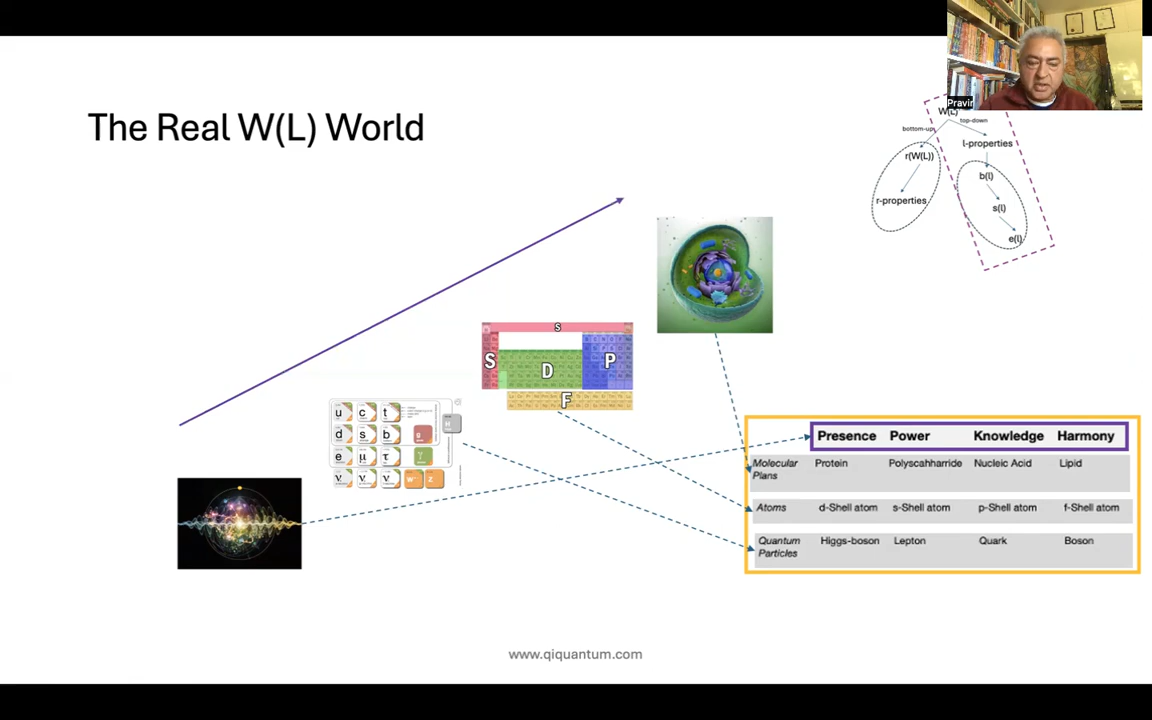 Pravir
The Real W(L) World
W(L)
top-down
bottom-up
l-properties
r(W(L))
b(l)
r-properties
s(l)
e(l)
S
S D P
F
u c t
d s b g
e μ τ γ
ν ν ν w z
Presence Power Knowledge Harmony
Molecular Plans Protein Polyscahharride Nucleic Acid Lipid
Atoms d-Shell atom s-Shell atom p-Shell atom f-Shell atom
Quantum Particles Higgs-boson Lepton Quark Boson
www.qiquantum.com